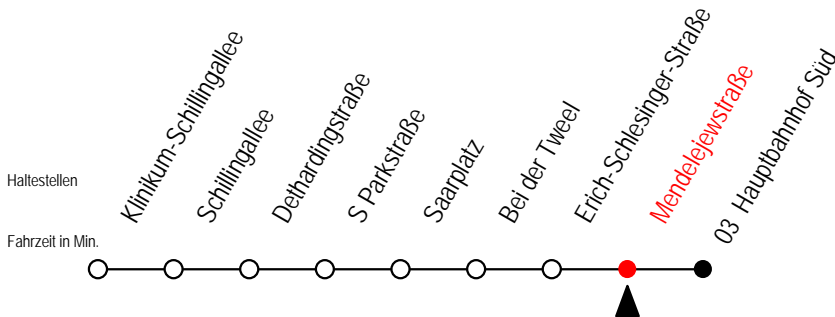 Haltestellen
Klinikum-Schillingallee
Schillingallee
Dethardingstraße
S Parkstraße
Saarplatz
Bei der Tweel
Erich-Schlesinger-Straße
Mendelejewstraße
03 Hauptbahnhof Süd
Fahrzeit in Min.